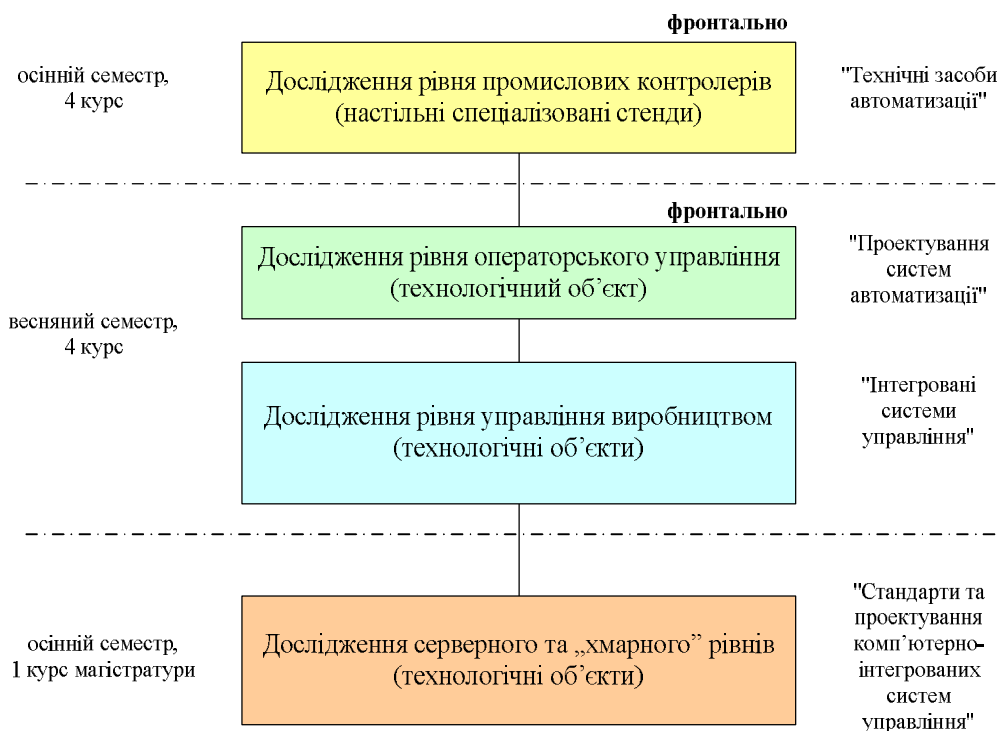 фронтально
осінній семестр,
4 курс
Дослідження рівня промислових контролерів
(настільні спеціалізовані стенди)
"Технічні засоби
автоматизації"
фронтально
весняний семестр,
4 курс
Дослідження рівня операторського управління
(технологічний об’єкт)
"Проектування
систем
автоматизації"
Дослідження рівня управління виробництвом
(технологічні об’єкти)
"Інтегровані
системи
управління"
осінній семестр,
1 курс магістратури
Дослідження серверного та „хмарного” рівнів
(технологічні об’єкти)
"Стандарти та
проектування
комп’ютерно-
інтегрованих
систем
управління"